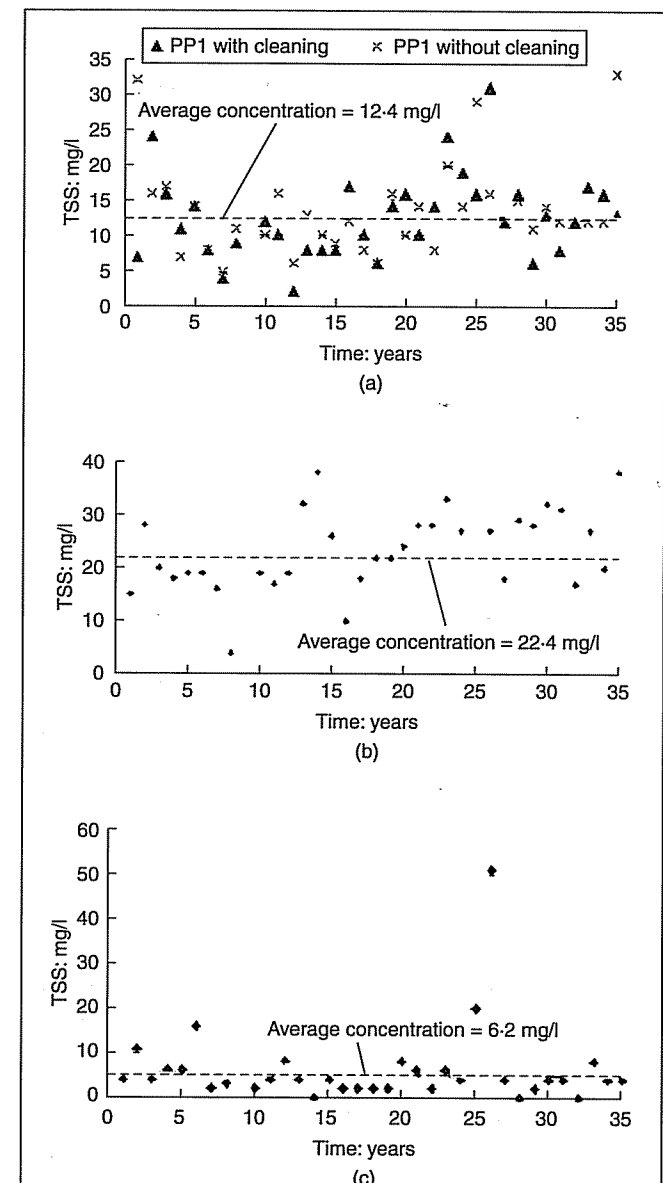 ▲ PP1 with cleaning × PP1 without cleaning
35
30
25
20
15
10
5
0
TSS: mg/l
Average concentration = 12·4 mg/l
0 5 10 15 20 25 30 35
Time: years
(a)
40
30
20
10
0
TSS: mg/l
Average concentration = 22·4 mg/l
0 5 10 15 20 25 30 35
Time: years
(b)
60
50
40
30
20
10
0
TSS: mg/l
Average concentration = 6·2 mg/l
0 5 10 15 20 25 30 35
Time: years
(c)